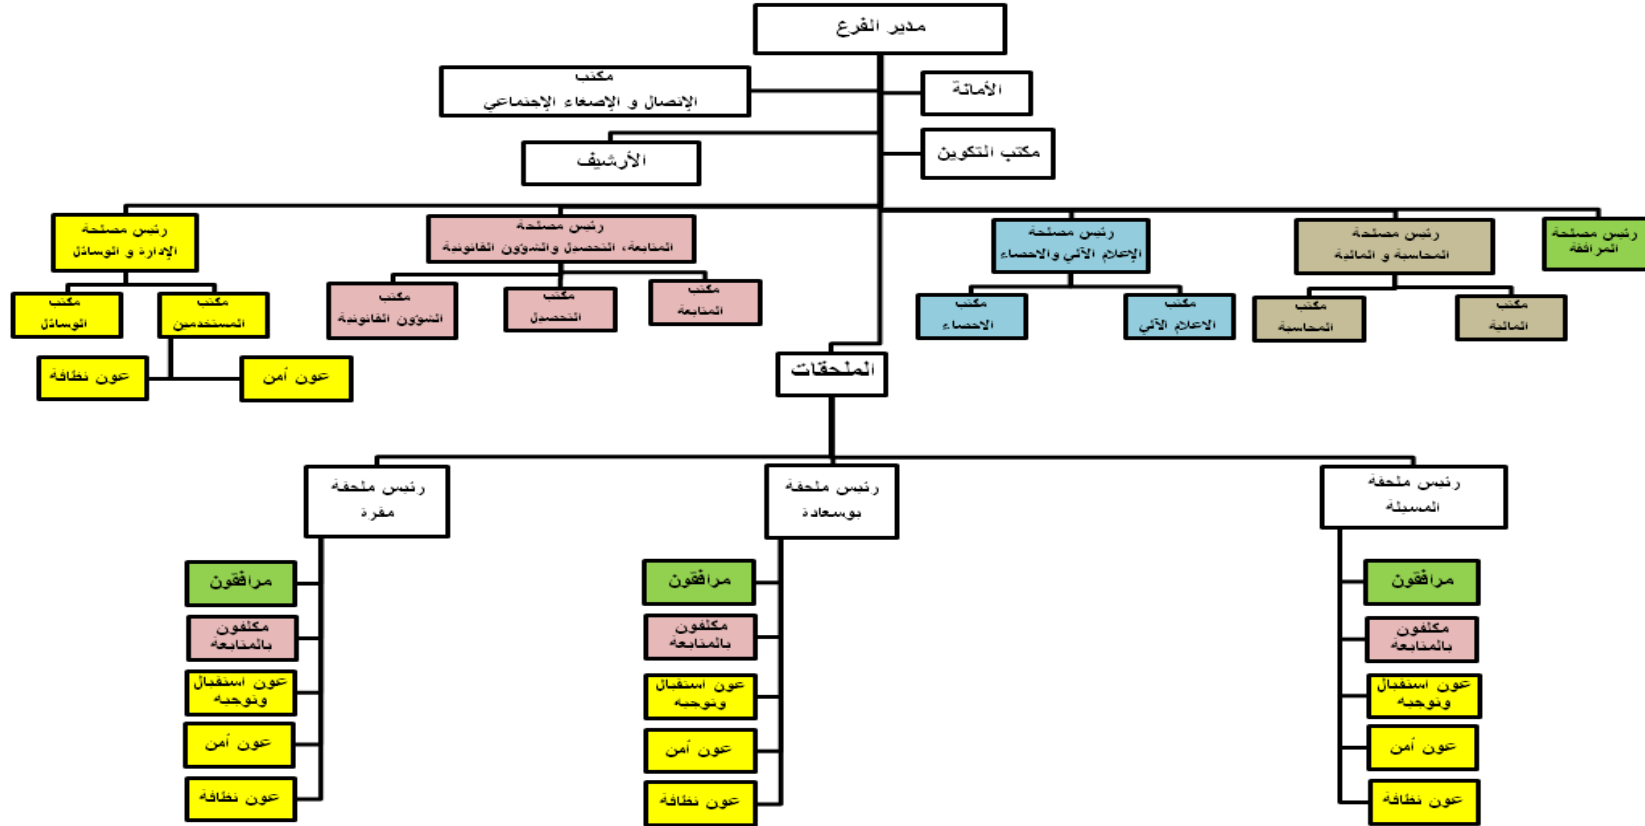 مدير الفرع
مكتب
الإتصال و الإصغاء الإجتماعي
الأمانة
الأرشيف
مكتب التكوين
رئيس مصلحة
المرافقة
رئيس مصلحة
المحاسبة و المالية
رئيس مصلحة
الإعلام الآلي والاحصاء
رئيس مصلحة
المتابعة، التحصيل والشؤون القانونية
رئيس مصلحة
الإدارة و الوسائل
مكتب
المالية
مكتب
المحاسبة
مكتب
الاعلام الآلي
مكتب
الاحصاء
مكتب
المتابعة
مكتب
التحصيل
مكتب
الشؤون القانونية
مكتب
المستخدمين
مكتب
الوسائل
عون أمن
عون نظافة
الملحقات
رئيس ملحقة
المسيلة
رئيس ملحقة
بوسعادة
رئيس ملحقة
مقرة
مرافقون
مكلفون
بالمتابعة
عون استقبال
وتوجيه
عون أمن
عون نظافة
مرافقون
مكلفون
بالمتابعة
عون استقبال
وتوجيه
عون أمن
عون نظافة
مرافقون
مكلفون
بالمتابعة
عون استقبال
وتوجيه
عون أمن
عون نظافة